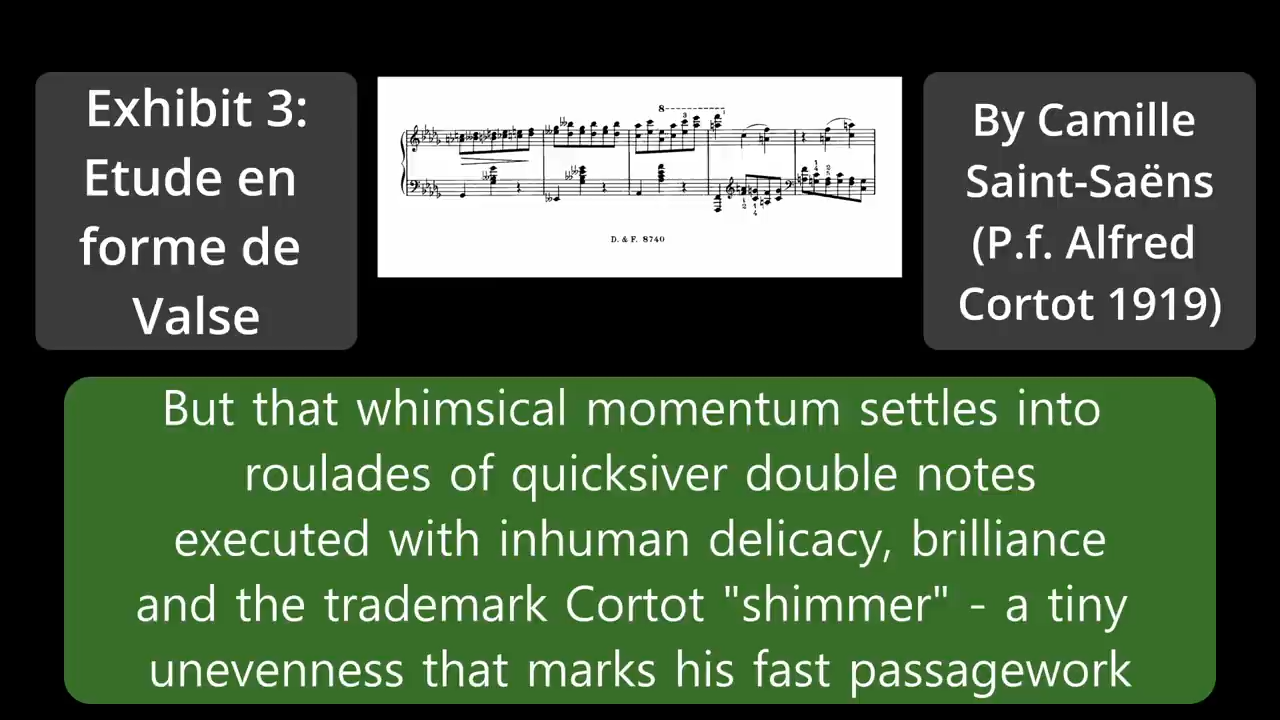 Exhibit 3:
Etude en
forme de
Valse
8
D. & F. 8740
By Camille
Saint-Saëns
(P.f. Alfred
Cortot 1919)
But that whimsical momentum settles into
roulades of quicksiver double notes
executed with inhuman delicacy, brilliance
and the trademark Cortot "shimmer" - a tiny
unevenness that marks his fast passagework